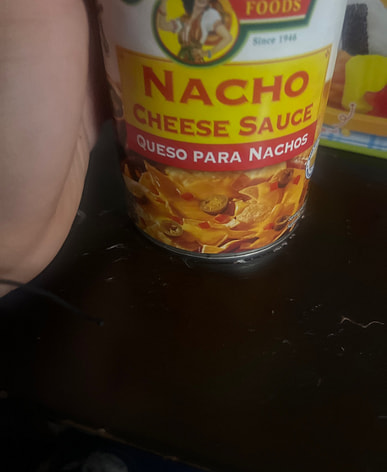 FOODS
Since 1946
NACHO
CHEESE SAUCE
QUESO PARA NACHOS